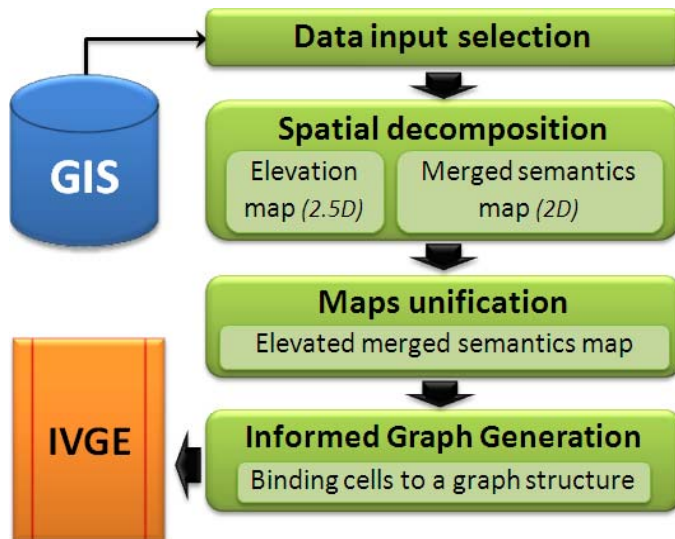 Data input selection
GIS
Spatial decomposition
Elevation
map (2.5D)
Merged semantics
map (2D)
Maps unification
Elevated merged semantics map
Informed Graph Generation
Binding cells to a graph structure
IVGE